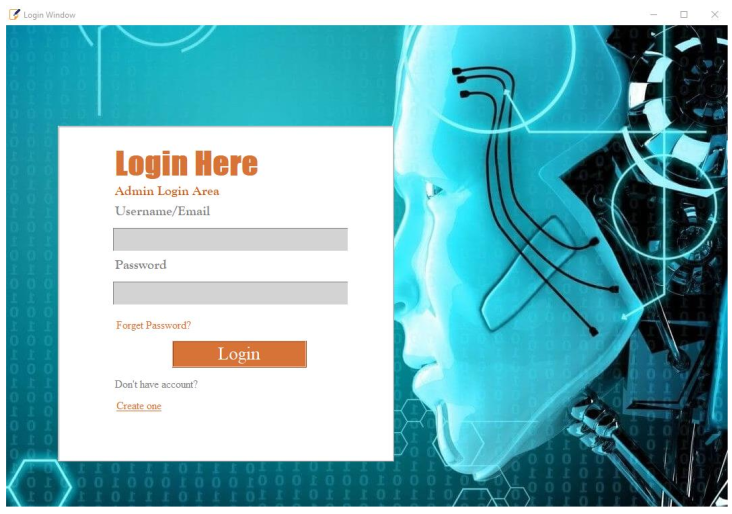 Login Window
Login Here
Admin Login Area
Username/Email
Password
Forget Password?
Login
Don't have account?
Create one